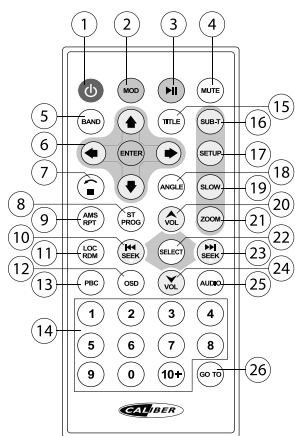 1 2 3 4
MOD MUTE
5 BAND TITLE 15
SUB-T 16
6 ENTER SETUP 17
7 ANGLE 18
SLOW 19
8 ST PROG
9 AMS RPT
VOL 20
ZOOM 21
10 SEEK
11 LOC RDM
SELECT 22
SEEK 23
12 OSD
13 PBC
VOL 24
AUDIO 25
14
1 2 3 4
5 6 7 8
9 0 10+ GO TO 26
CALIBER